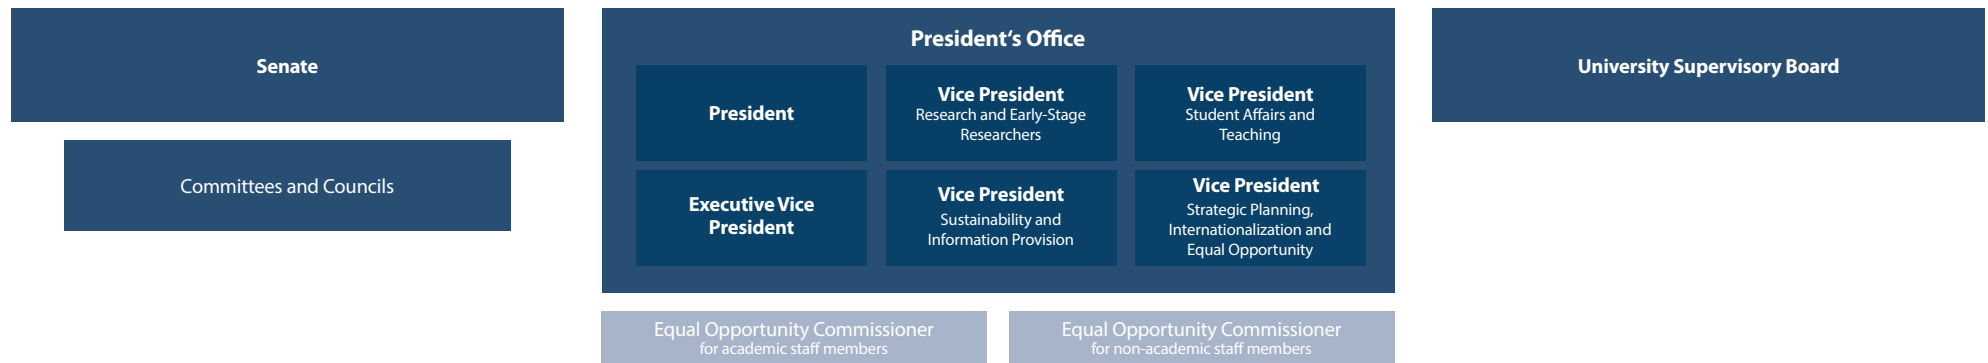 Senate
Committees and Councils
President‘s Office
President
Vice President
Research and Early-Stage
Researchers
Vice President
Student Affairs and
Teaching
Executive Vice
President
Vice President
Sustainability and
Information Provision
Vice President
Strategic Planning,
Internationalization and
Equal Opportunity
Equal Opportunity Commissioner
for academic staff members
Equal Opportunity Commissioner
for non-academic staff members
University Supervisory Board